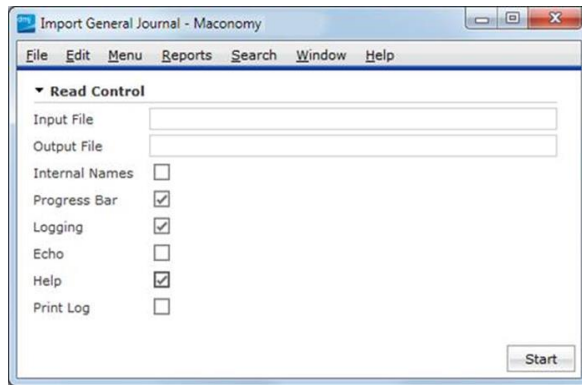 Import General Journal - Maconomy
File Edit Menu Reports Search Window Help
Read Control
Input File
Output File
Internal Names
Progress Bar
Logging
Echo
Help
Print Log
Start